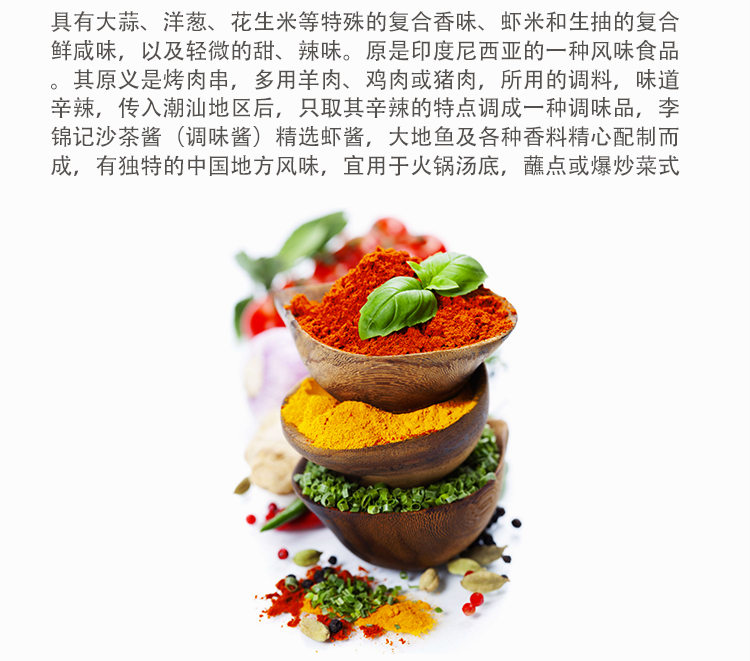 具有大蒜、洋葱、花生米等特殊的复合香味、虾米和生抽的复合
鲜咸味，以及轻微的甜、辣味。原是印度尼西亚的一种风味食品
。其原义是烤肉串，多用羊肉、鸡肉或猪肉，所用的调料，味道
辛辣，传入潮汕地区后，只取其辛辣的特点调成一种调味品，李
锦记沙茶酱（调味酱）精选虾酱，大地鱼及各种香料精心配制而
成，有独特的中国地方风味，宜用于火锅汤底，蘸点或爆炒菜式